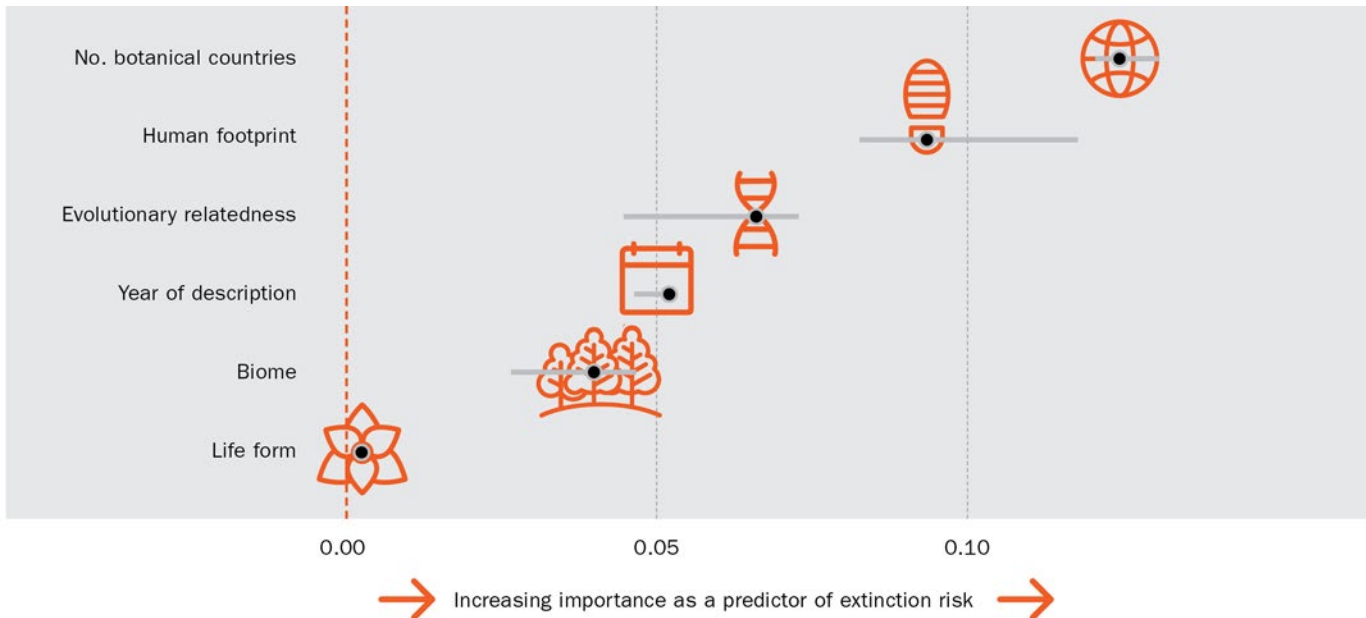 No. botanical countries
Human footprint
Evolutionary relatedness
Year of description
Biome
Life form
0.00
0.05
0.10
Increasing importance as a predictor of extinction risk